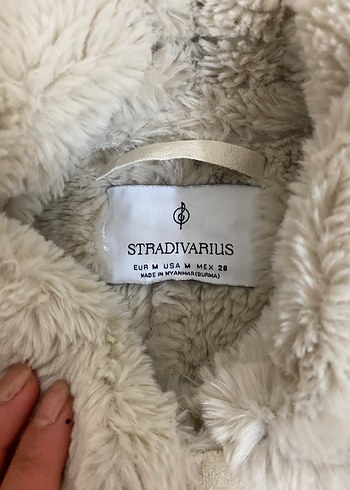 STRADIVARIUS
EUR M USA M MEX 28
MADE IN MYANMAR(BURMA)